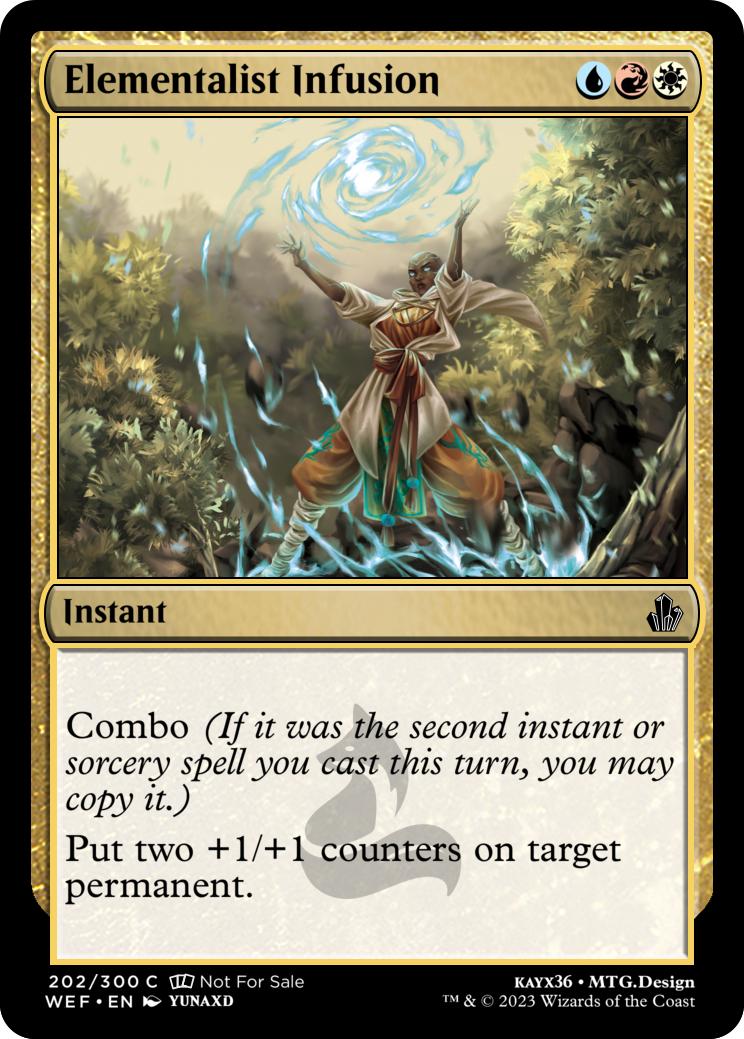 Elementalist Infusion
Instant
Combo (If it was the second instant or
sorcery spell you cast this turn, you may
copy it.)
Put two +1/+1 counters on target
permanent.
202/300 C Not For Sale
WEF • EN YUNAXD
KAYX36 • MTG.Design
™ & © 2023 Wizards of the Coast